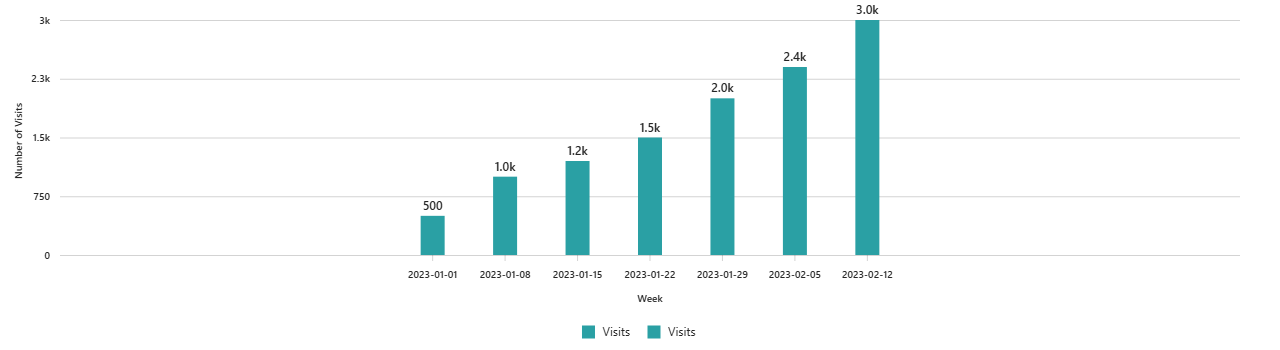 3.0k
3k
2.4k
2.3k
2.0k
1.5k
1.5k
1.2k
1.0k
750
500
0
Number of Visits
2023-01-01 2023-01-08 2023-01-15 2023-01-22 2023-01-29 2023-02-05 2023-02-12
Week
Visits Visits